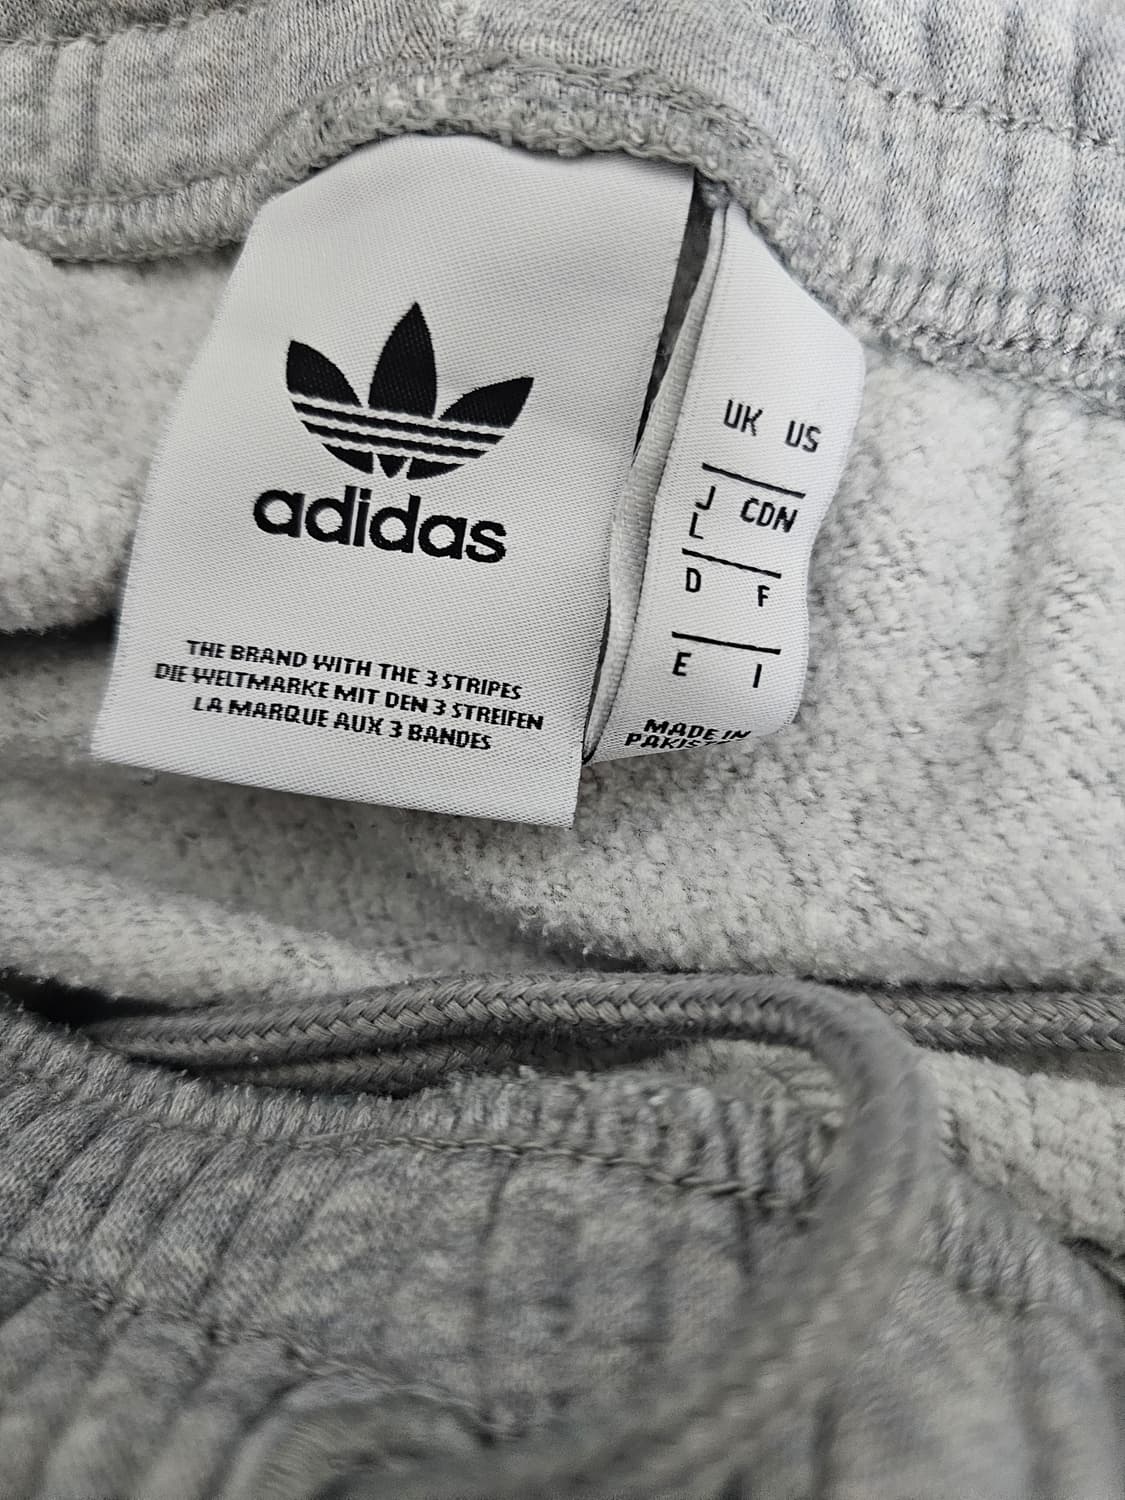 adidas
THE BRAND WITH THE 3 STRIPES
DIE WELTMARKE MIT DEN 3 STREIFEN
LA MARQUE AUX 3 BANDES
UK US
J CDN
L
D F
E I
MADE IN